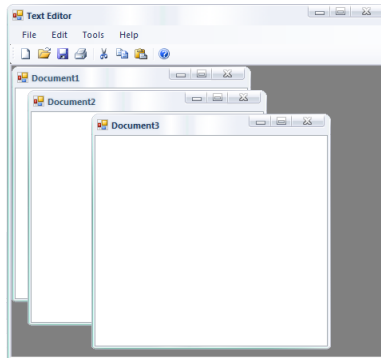 Text Editor
File Edit Tools Help
Document1
Document2
Document3